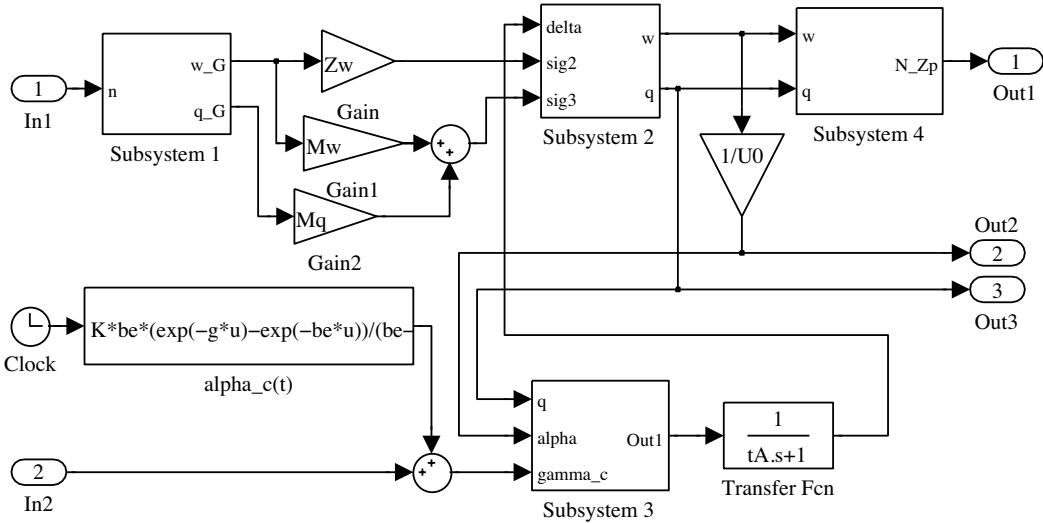 delta
w
w
w_G
Zw
sig2
N_Zp
1
1
n
In1
q_G
sig3
q
q
Out1
Gain
Mw
+
+
Subsystem 1
Subsystem 2
Subsystem 4
1/U0
Gain1
Mq
Gain2
Out2
2
3
Out3
K*be*(exp(−g*u)−exp(−be*u))/(be−
Clock
alpha_c(t)
q
1
alpha
Out1
tA.s+1
2
+
+
gamma_c
In2
Subsystem 3
Transfer Fcn